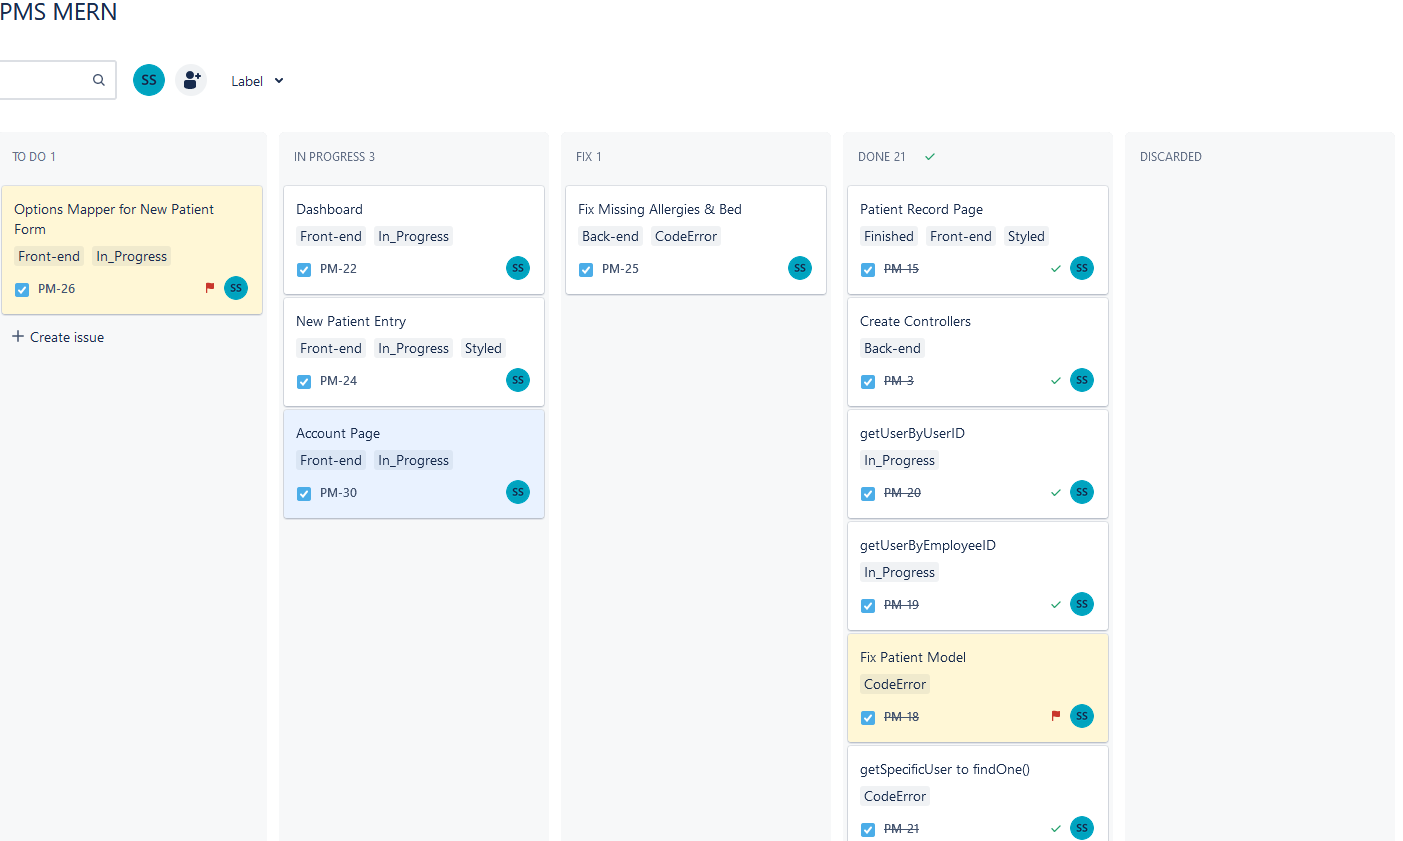 PMS MERN
SS
Label
TO DO 1
Options Mapper for New Patient
Form
Front-end In_Progress
PM-26 SS
Create issue
IN PROGRESS 3
Dashboard
Front-end In_Progress
PM-22 SS
New Patient Entry
Front-end In_Progress Styled
PM-24 SS
Account Page
Front-end In_Progress
PM-30 SS
FIX 1
Fix Missing Allergies & Bed
Back-end CodeError
PM-25 SS
DONE 21
Patient Record Page
Finished Front-end Styled
PM-15 SS
Create Controllers
Back-end
PM-3 SS
getUserByUserID
In_Progress
PM-20 SS
getUserByEmployeeID
In_Progress
PM-19 SS
Fix Patient Model
CodeError
PM-18 SS
getSpecificUser to findOne()
CodeError
PM-21 SS
DISCARDED